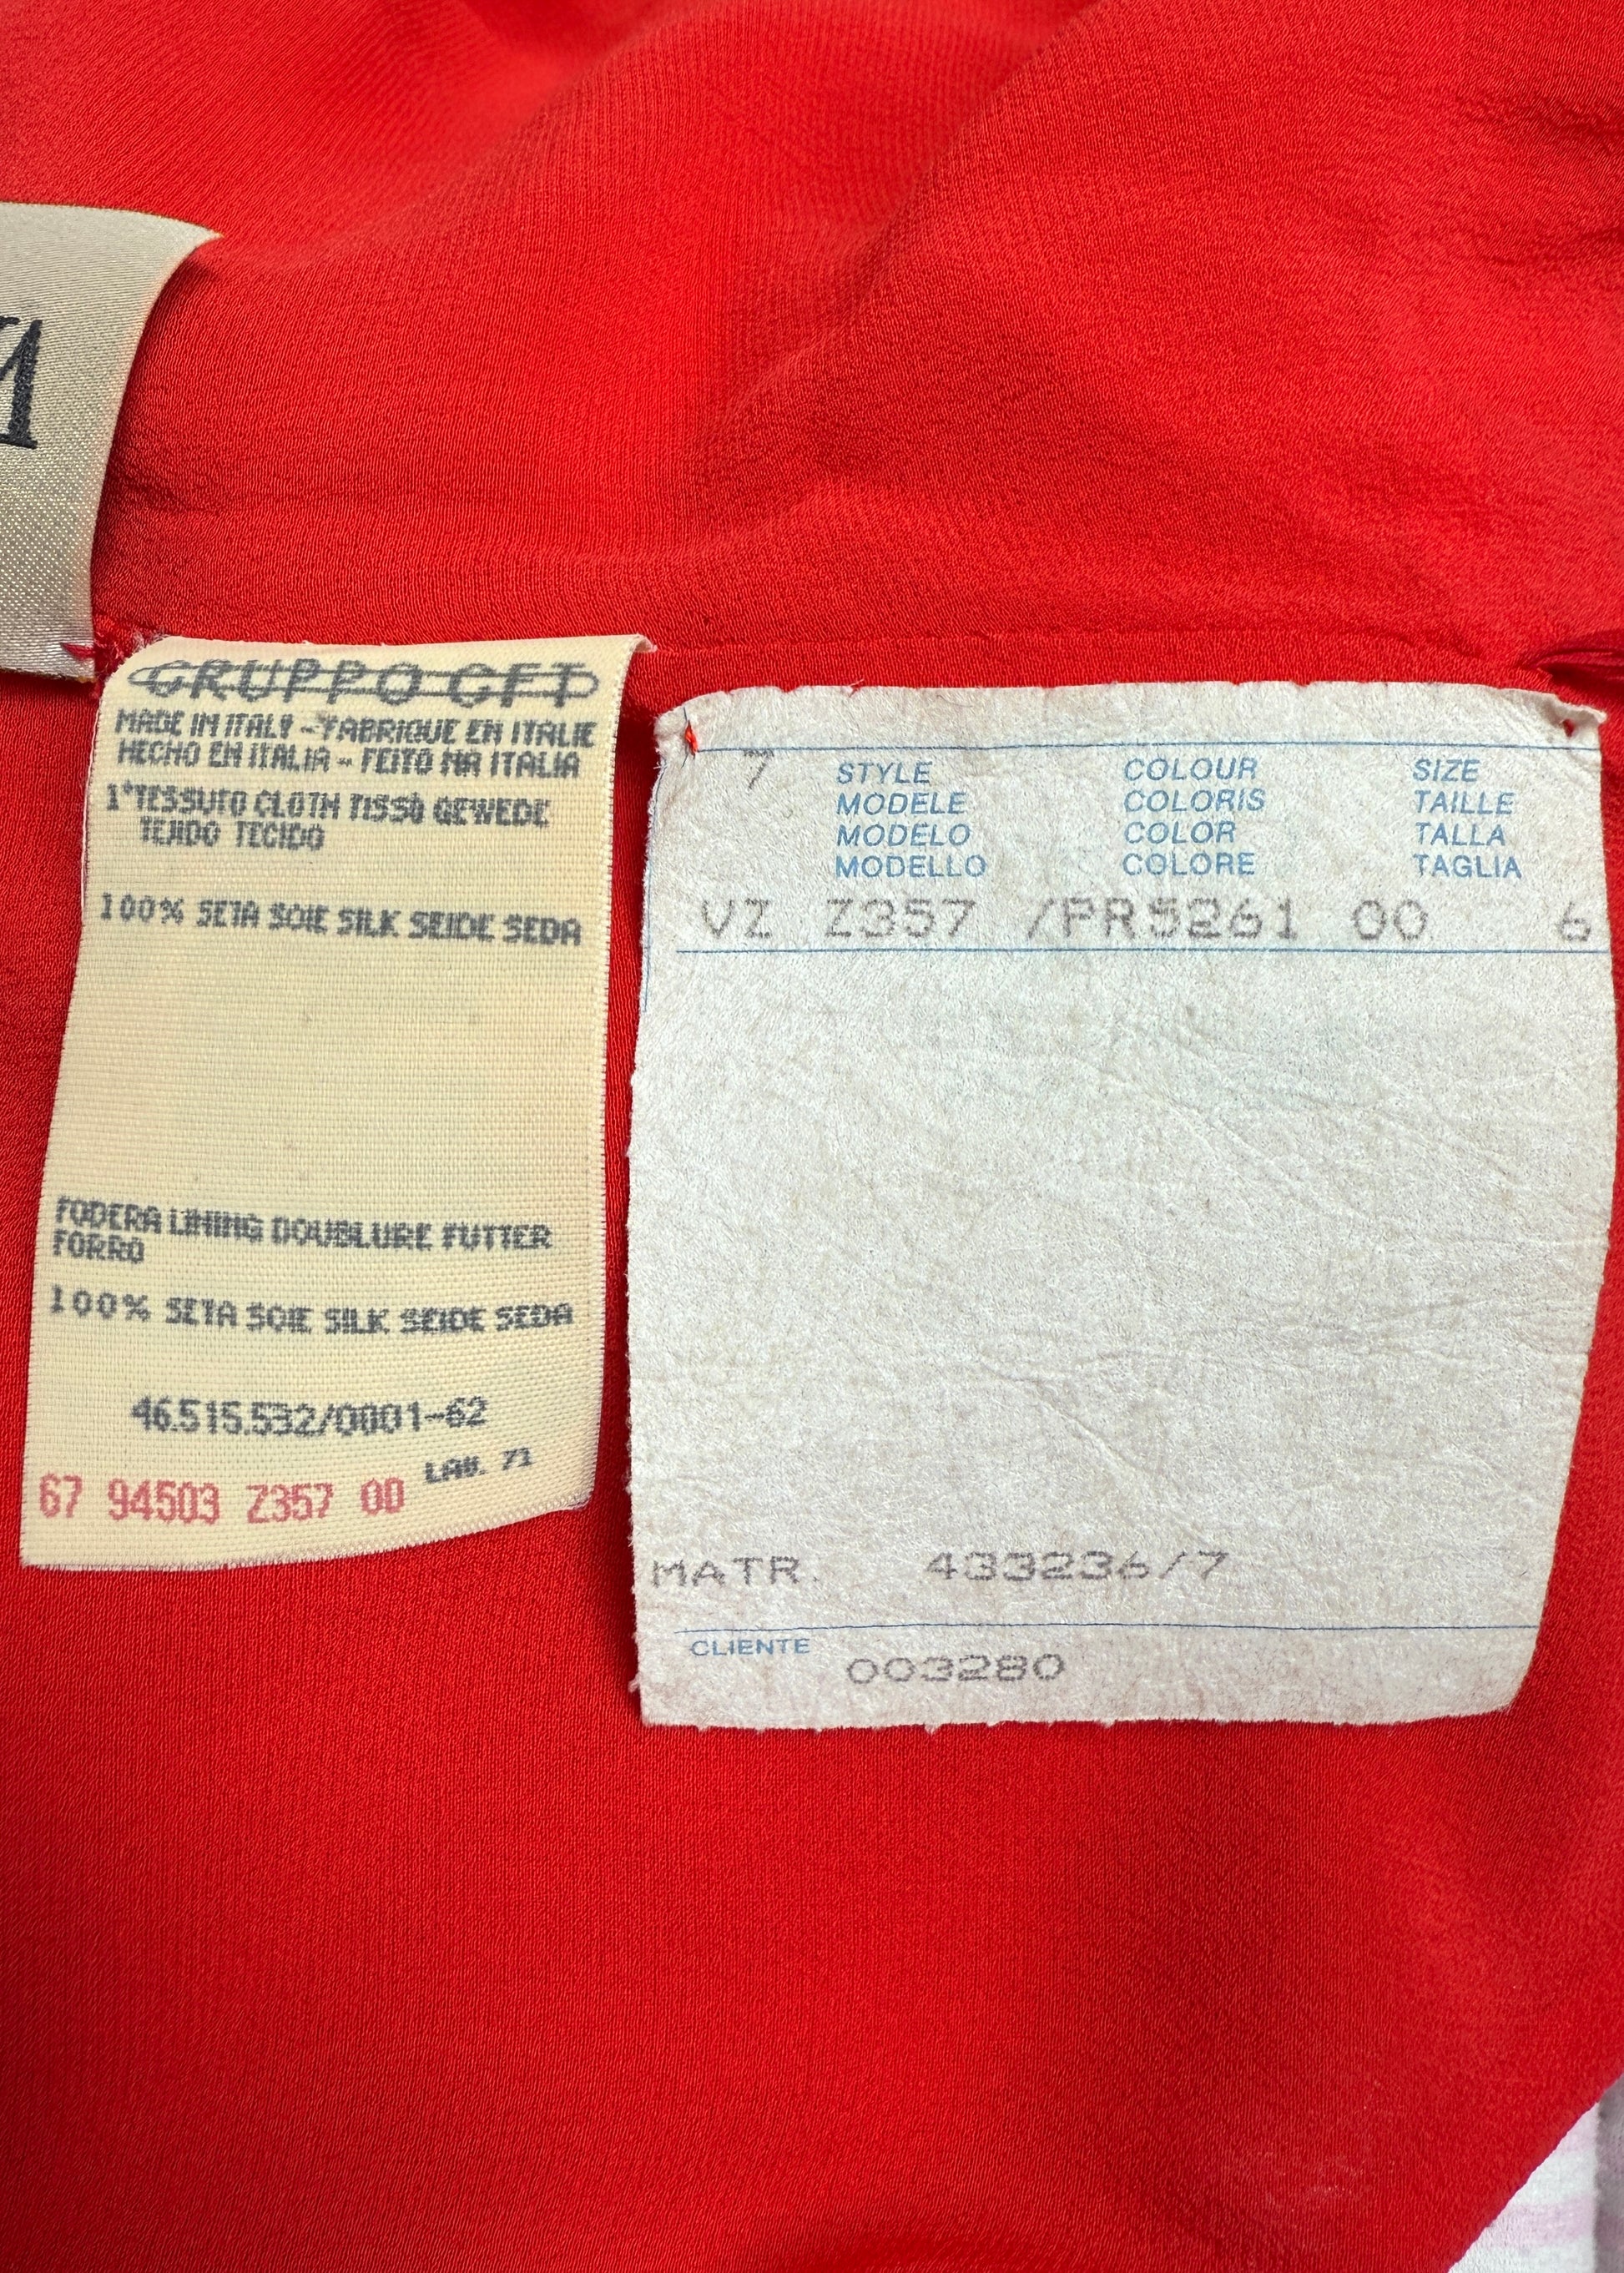 GRUPPO GFT
MADE IN ITALY - FABRIQUE EN ITALIE
HECHO EN ITALIA - FEITO NA ITALIA
1°TESSUTO CLOTH TISSÙ GEWEDE
TEJIDO TECIDO
100% SETA SOIE SILK SEIDE SEDA
FODERA LINING DOUBLURE FUTTER
FORRO
100% SETA SOIE SILK SEIDE SEDA
46.515.532/0001-62
LAV. 71
67 94503 Z357 00
7 STYLE COLOUR SIZE
MODELE COLORIS TAILLE
MODELO COLOR TALLA
MODELLO COLORE TAGLIA
VZ Z357 /PR5261 00 6
MATR. 433236/7
CLIENTE
003280